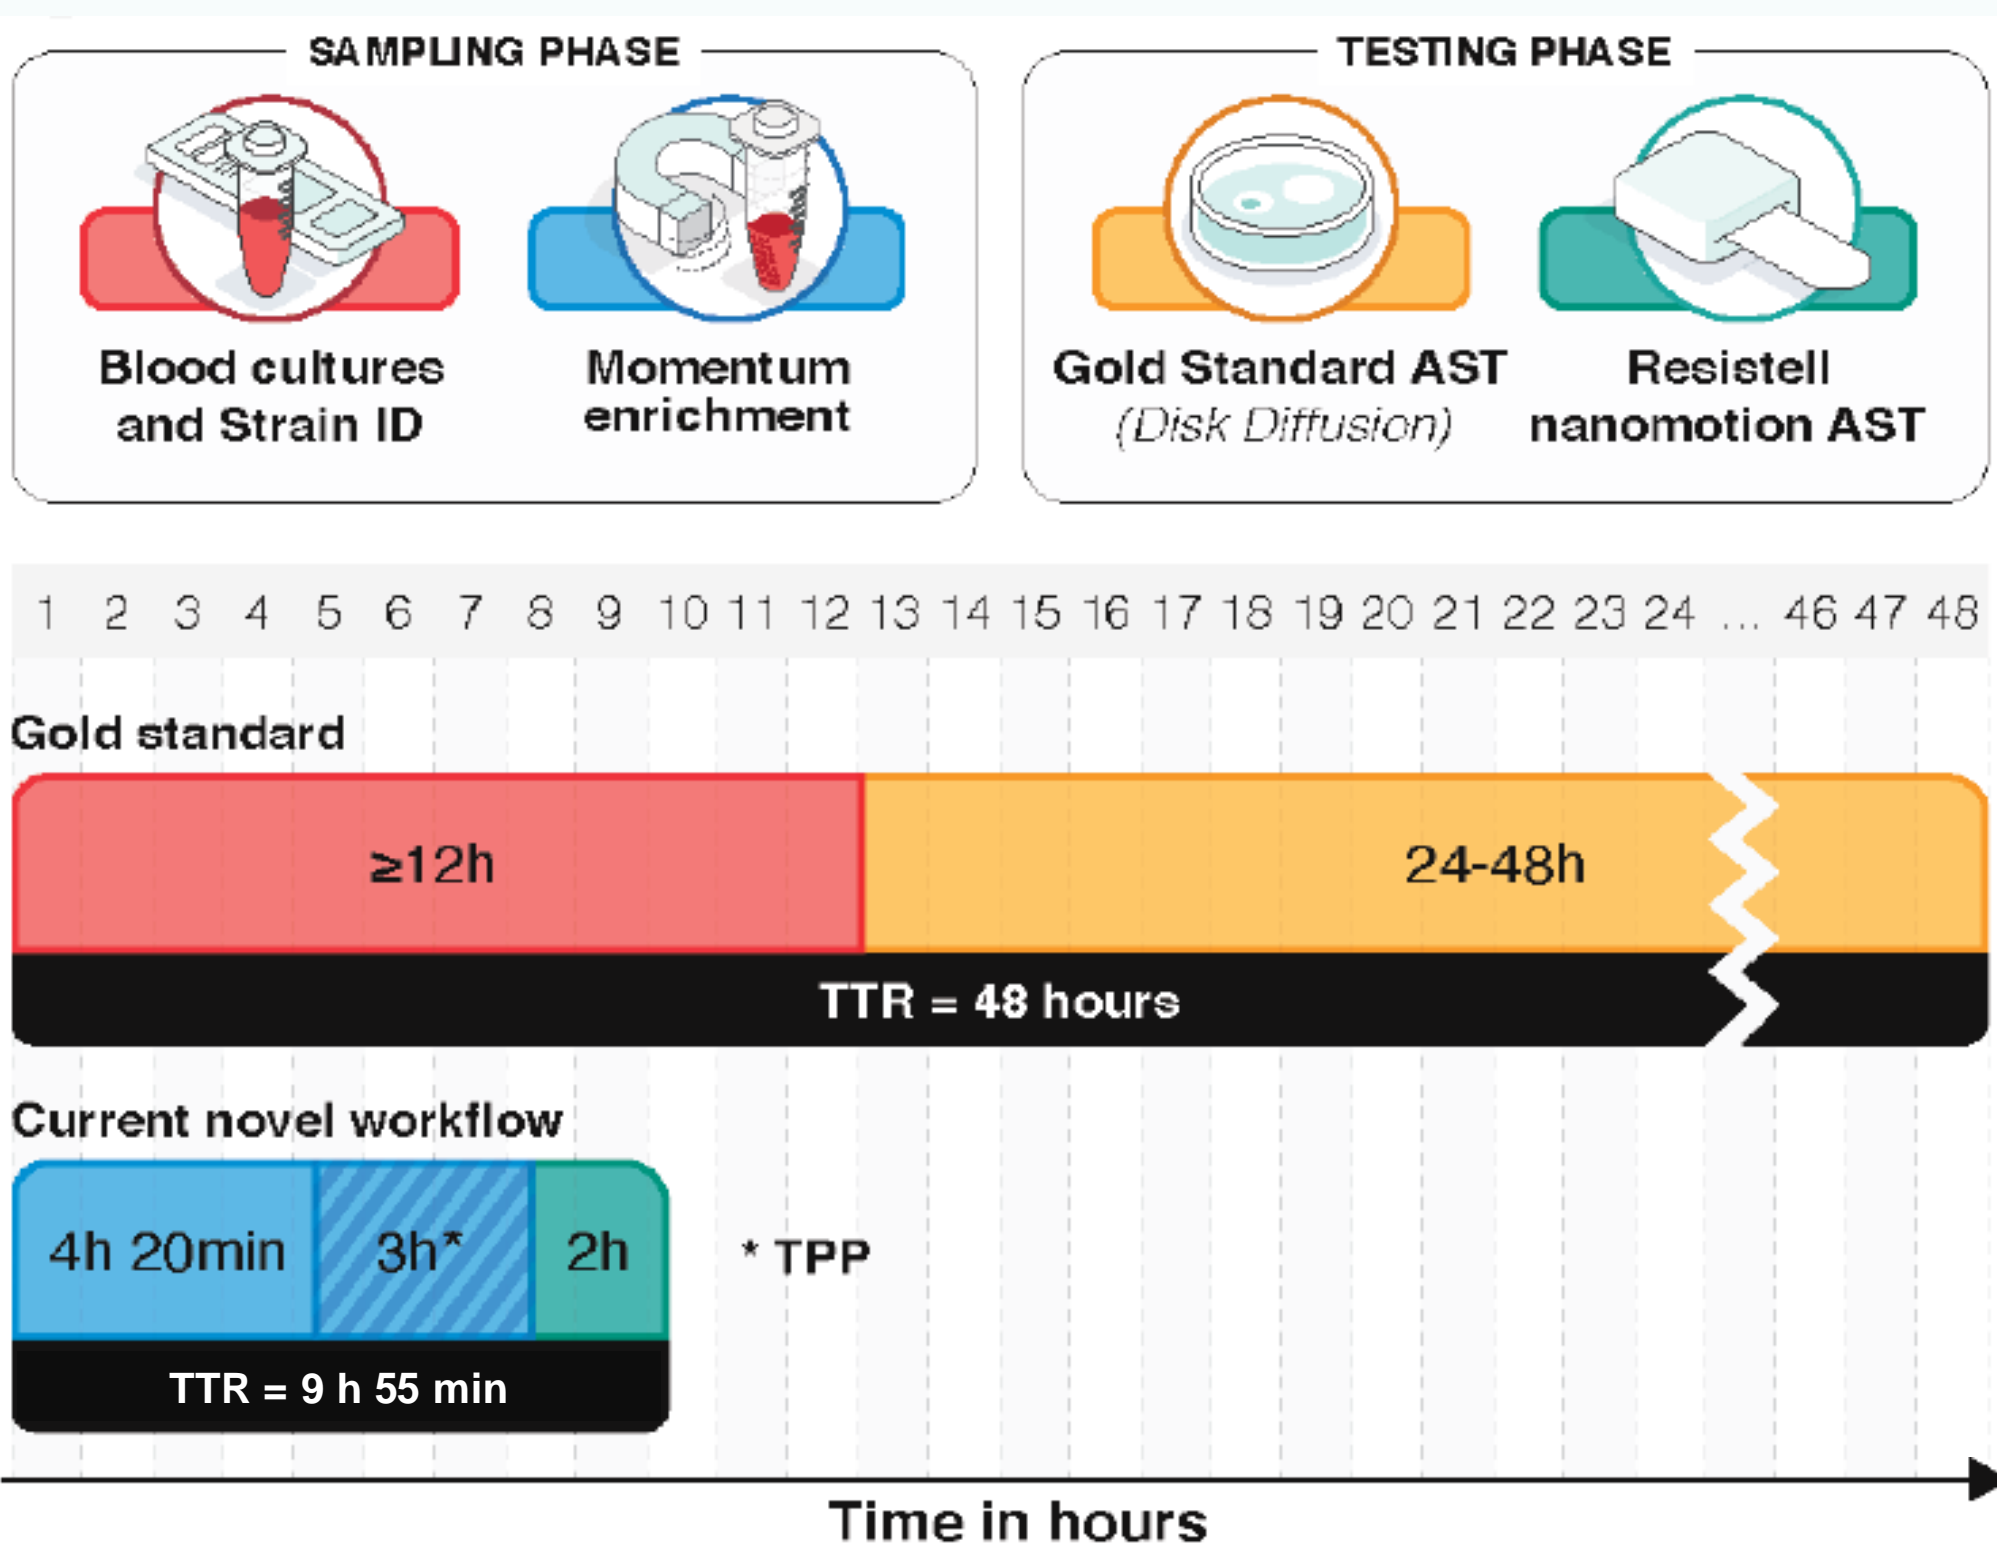 SAMPLING PHASE
Blood cultures
and Strain ID
Momentum
enrichment
TESTING PHASE
Gold Standard AST
(Disk Diffusion)
Resistell
nanomotion AST
1 2 3 4 5 6 7 8 9 10 11 12 13 14 15 16 17 18 19 20 21 22 23 24 ... 46 47 48
Gold standard
≥12h
24-48h
TTR = 48 hours
Current novel workflow
4h 20min
3h*
2h
* TPP
TTR = 9 h 55 min
Time in hours